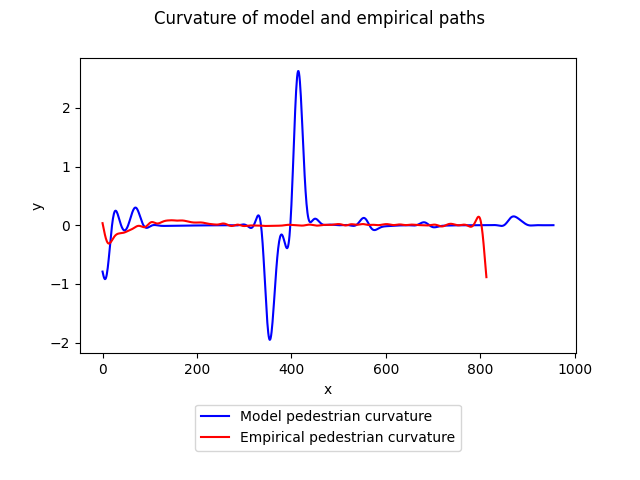 Curvature of model and empirical paths
y
2
1
0
−1
−2
0 200 400 600 800 1000
x
Model pedestrian curvature
Empirical pedestrian curvature